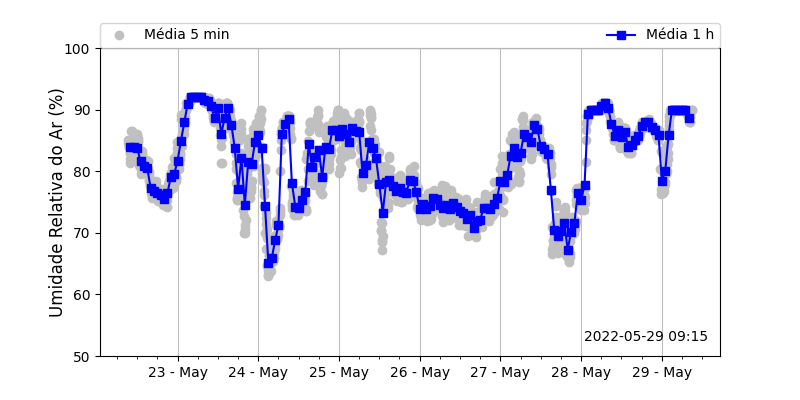 Média 5 min
Média 1 h
Umidade Relativa do Ar (%)
100
90
80
70
60
50
2022-05-29 09:15
23 - May
24 - May
25 - May
26 - May
27 - May
28 - May
29 - May